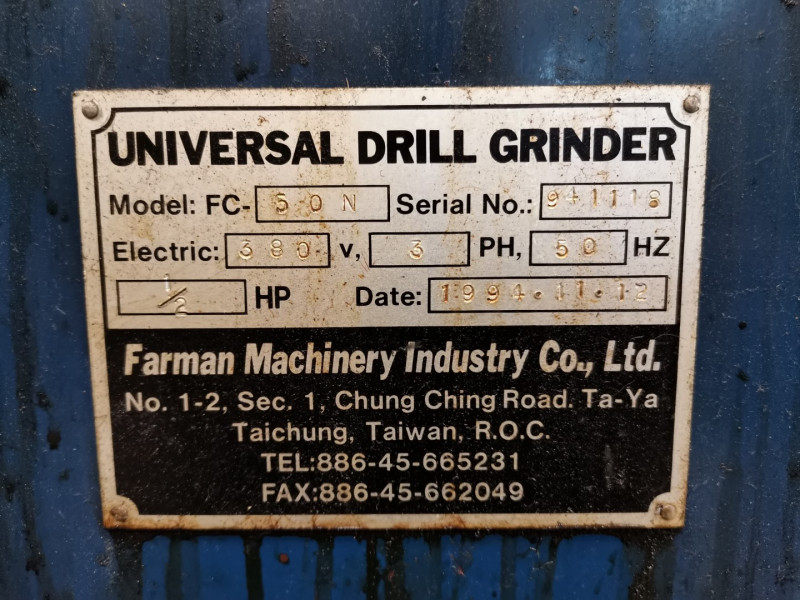 UNIVERSAL DRILL GRINDER
Model: FC- 50N Serial No.: 941118
Electric: 380 v, 3 PH, 50 HZ
1/2 HP Date: 1994.11.12
Farman Machinery Industry Co., Ltd.
No. 1-2, Sec. 1, Chung Ching Road. Ta-Ya
Taichung, Taiwan, R.O.C.
TEL:886-45-665231
FAX:886-45-662049